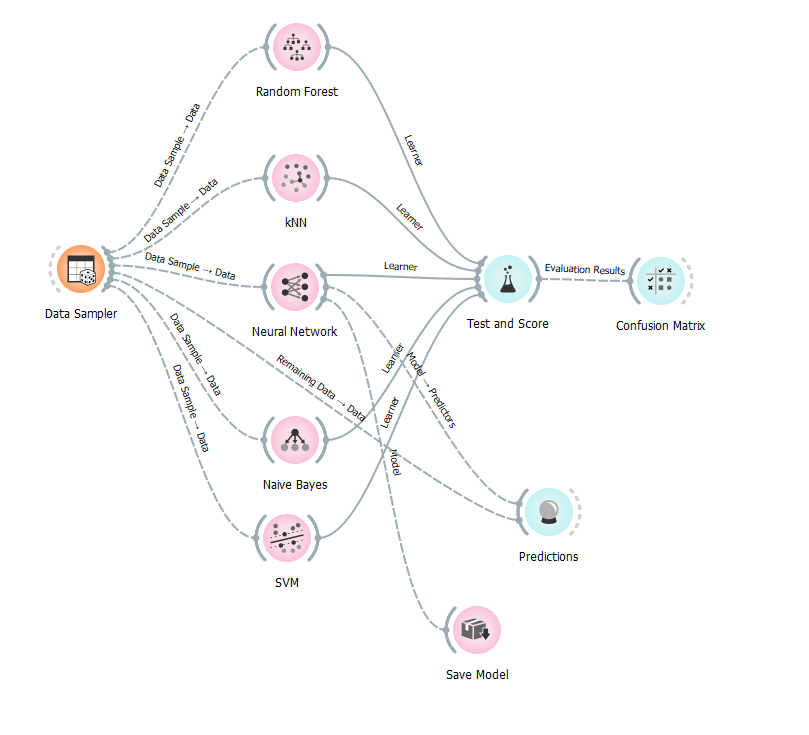 Random Forest
Data Sample → Data
Learner
Data Sample → Data
kNN
Learner
Data Sample → Data
Learner
Evaluation Results
Data Sampler
Neural Network
Test and Score
Confusion Matrix
Data Sample → Data
Remaining Data → Data
Learner
Model → Predictors
Data Sample → Data
Learner
Model
Naive Bayes
Predictions
SVM
Save Model